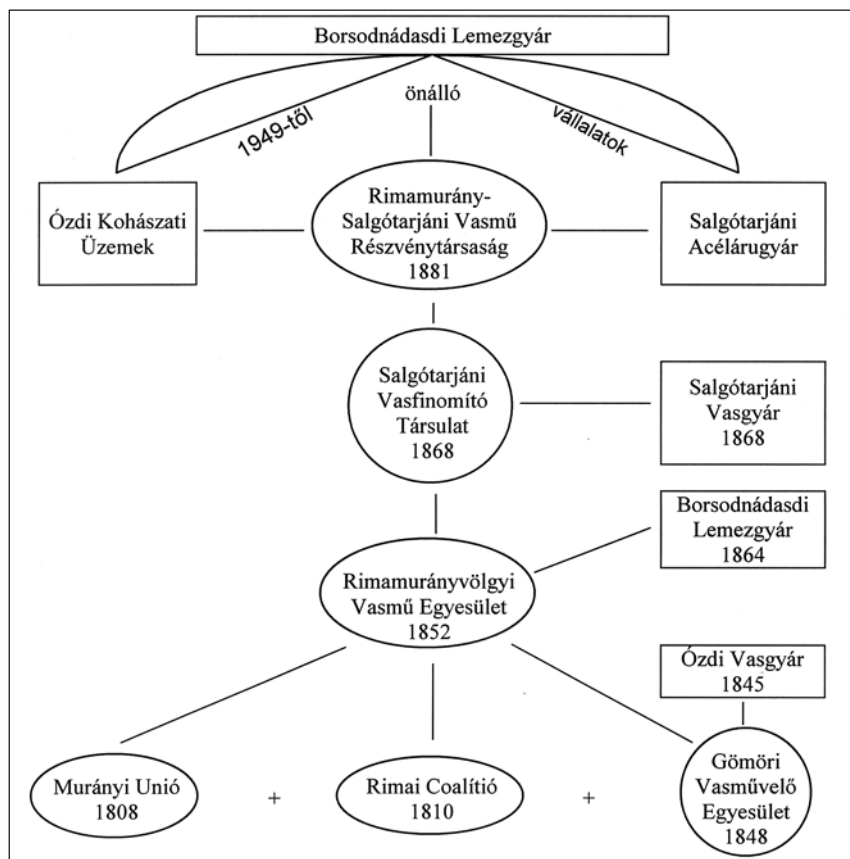 Borsodnádasdi Lemezgyár
1949-től
önálló
vállalatok
Ózdi Kohászati
Üzemek
Rimamurány-
Salgótarjáni Vasmű
Részvénytársaság
1881
Salgótarjáni
Acélárugyár
Salgótarjáni
Vasfinomító
Társulat
1868
Salgótarjáni
Vasgyár
1868
Borsodnádasdi
Lemezgyár
1864
Rimamurányvölgyi
Vasmű Egyesület
1852
Ózdi Vasgyár
1845
Murányi Unió
1808
+
Rimai Coalítió
1810
+
Gömöri
Vasművelő
Egyesület
1848